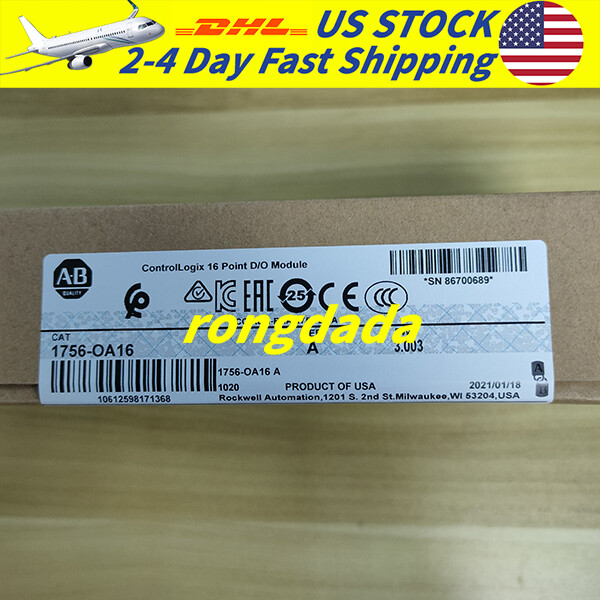 DHL US STOCK
2-4 Day Fast Shipping
A-B
QUALITY
ControlLogix 16 Point D/O Module
*SN 86700689*
25
rongdada
CAT
1756-OA16
A
3.003
1756-OA16 A
1020
PRODUCT OF USA
2021/01/18
10612598171368
Rockwell Automation,1201 S. 2nd St.Milwaukee,WI 53204,USA